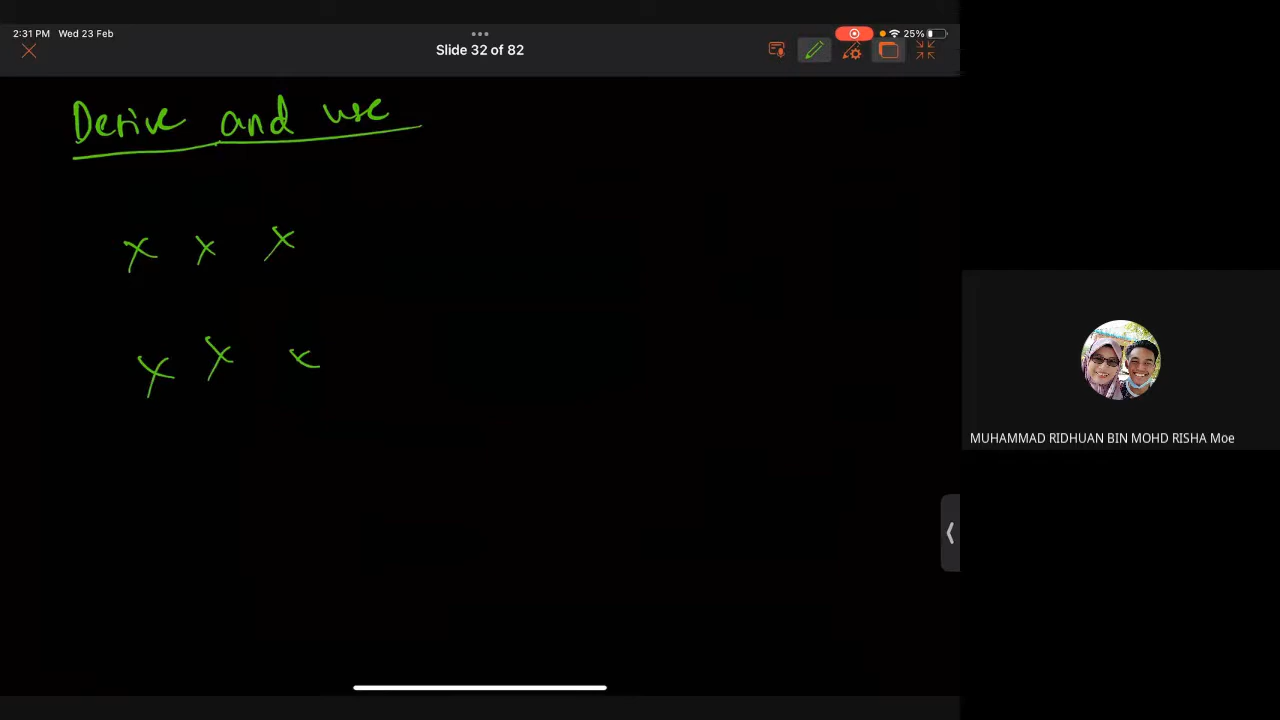 2:31 PM Wed 23 Feb
25%
Slide 32 of 82
Derive and use
x x x
x x x
MUHAMMAD RIDHUAN BIN MOHD RISHA Moe